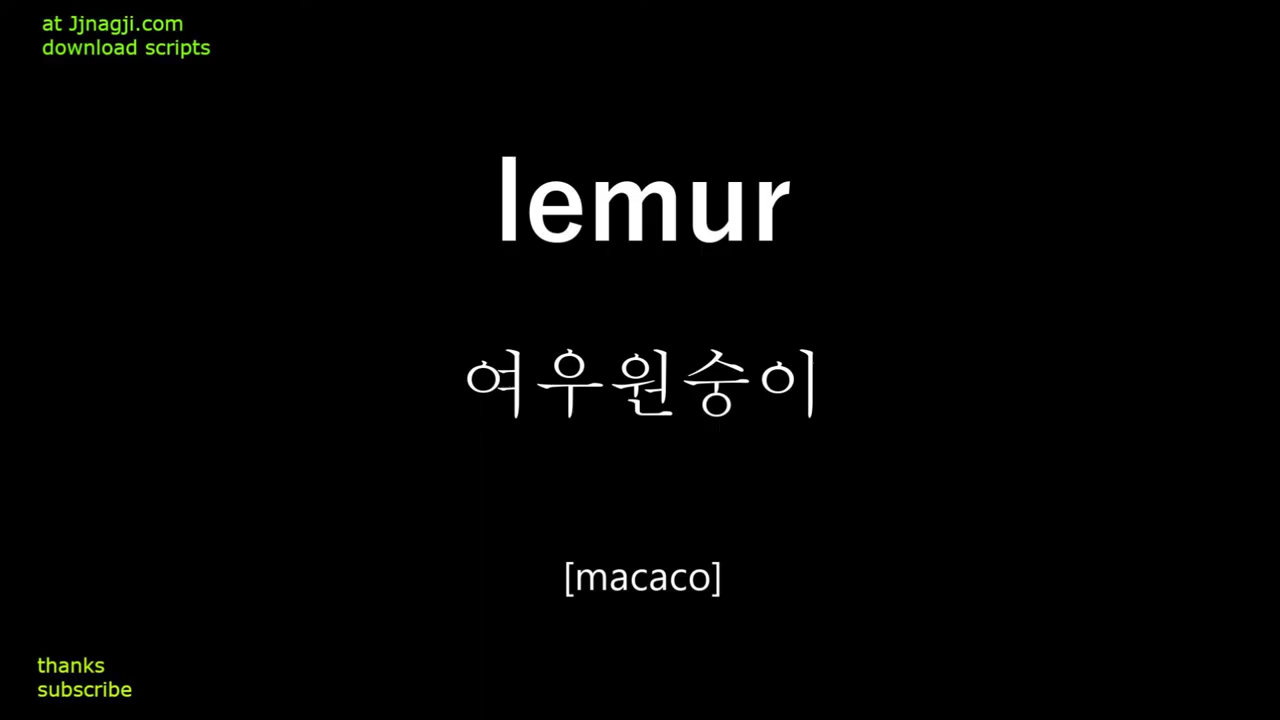 at Jjnagji.com
download scripts
lemur
여우원숭이
[macaco]
thanks
subscribe